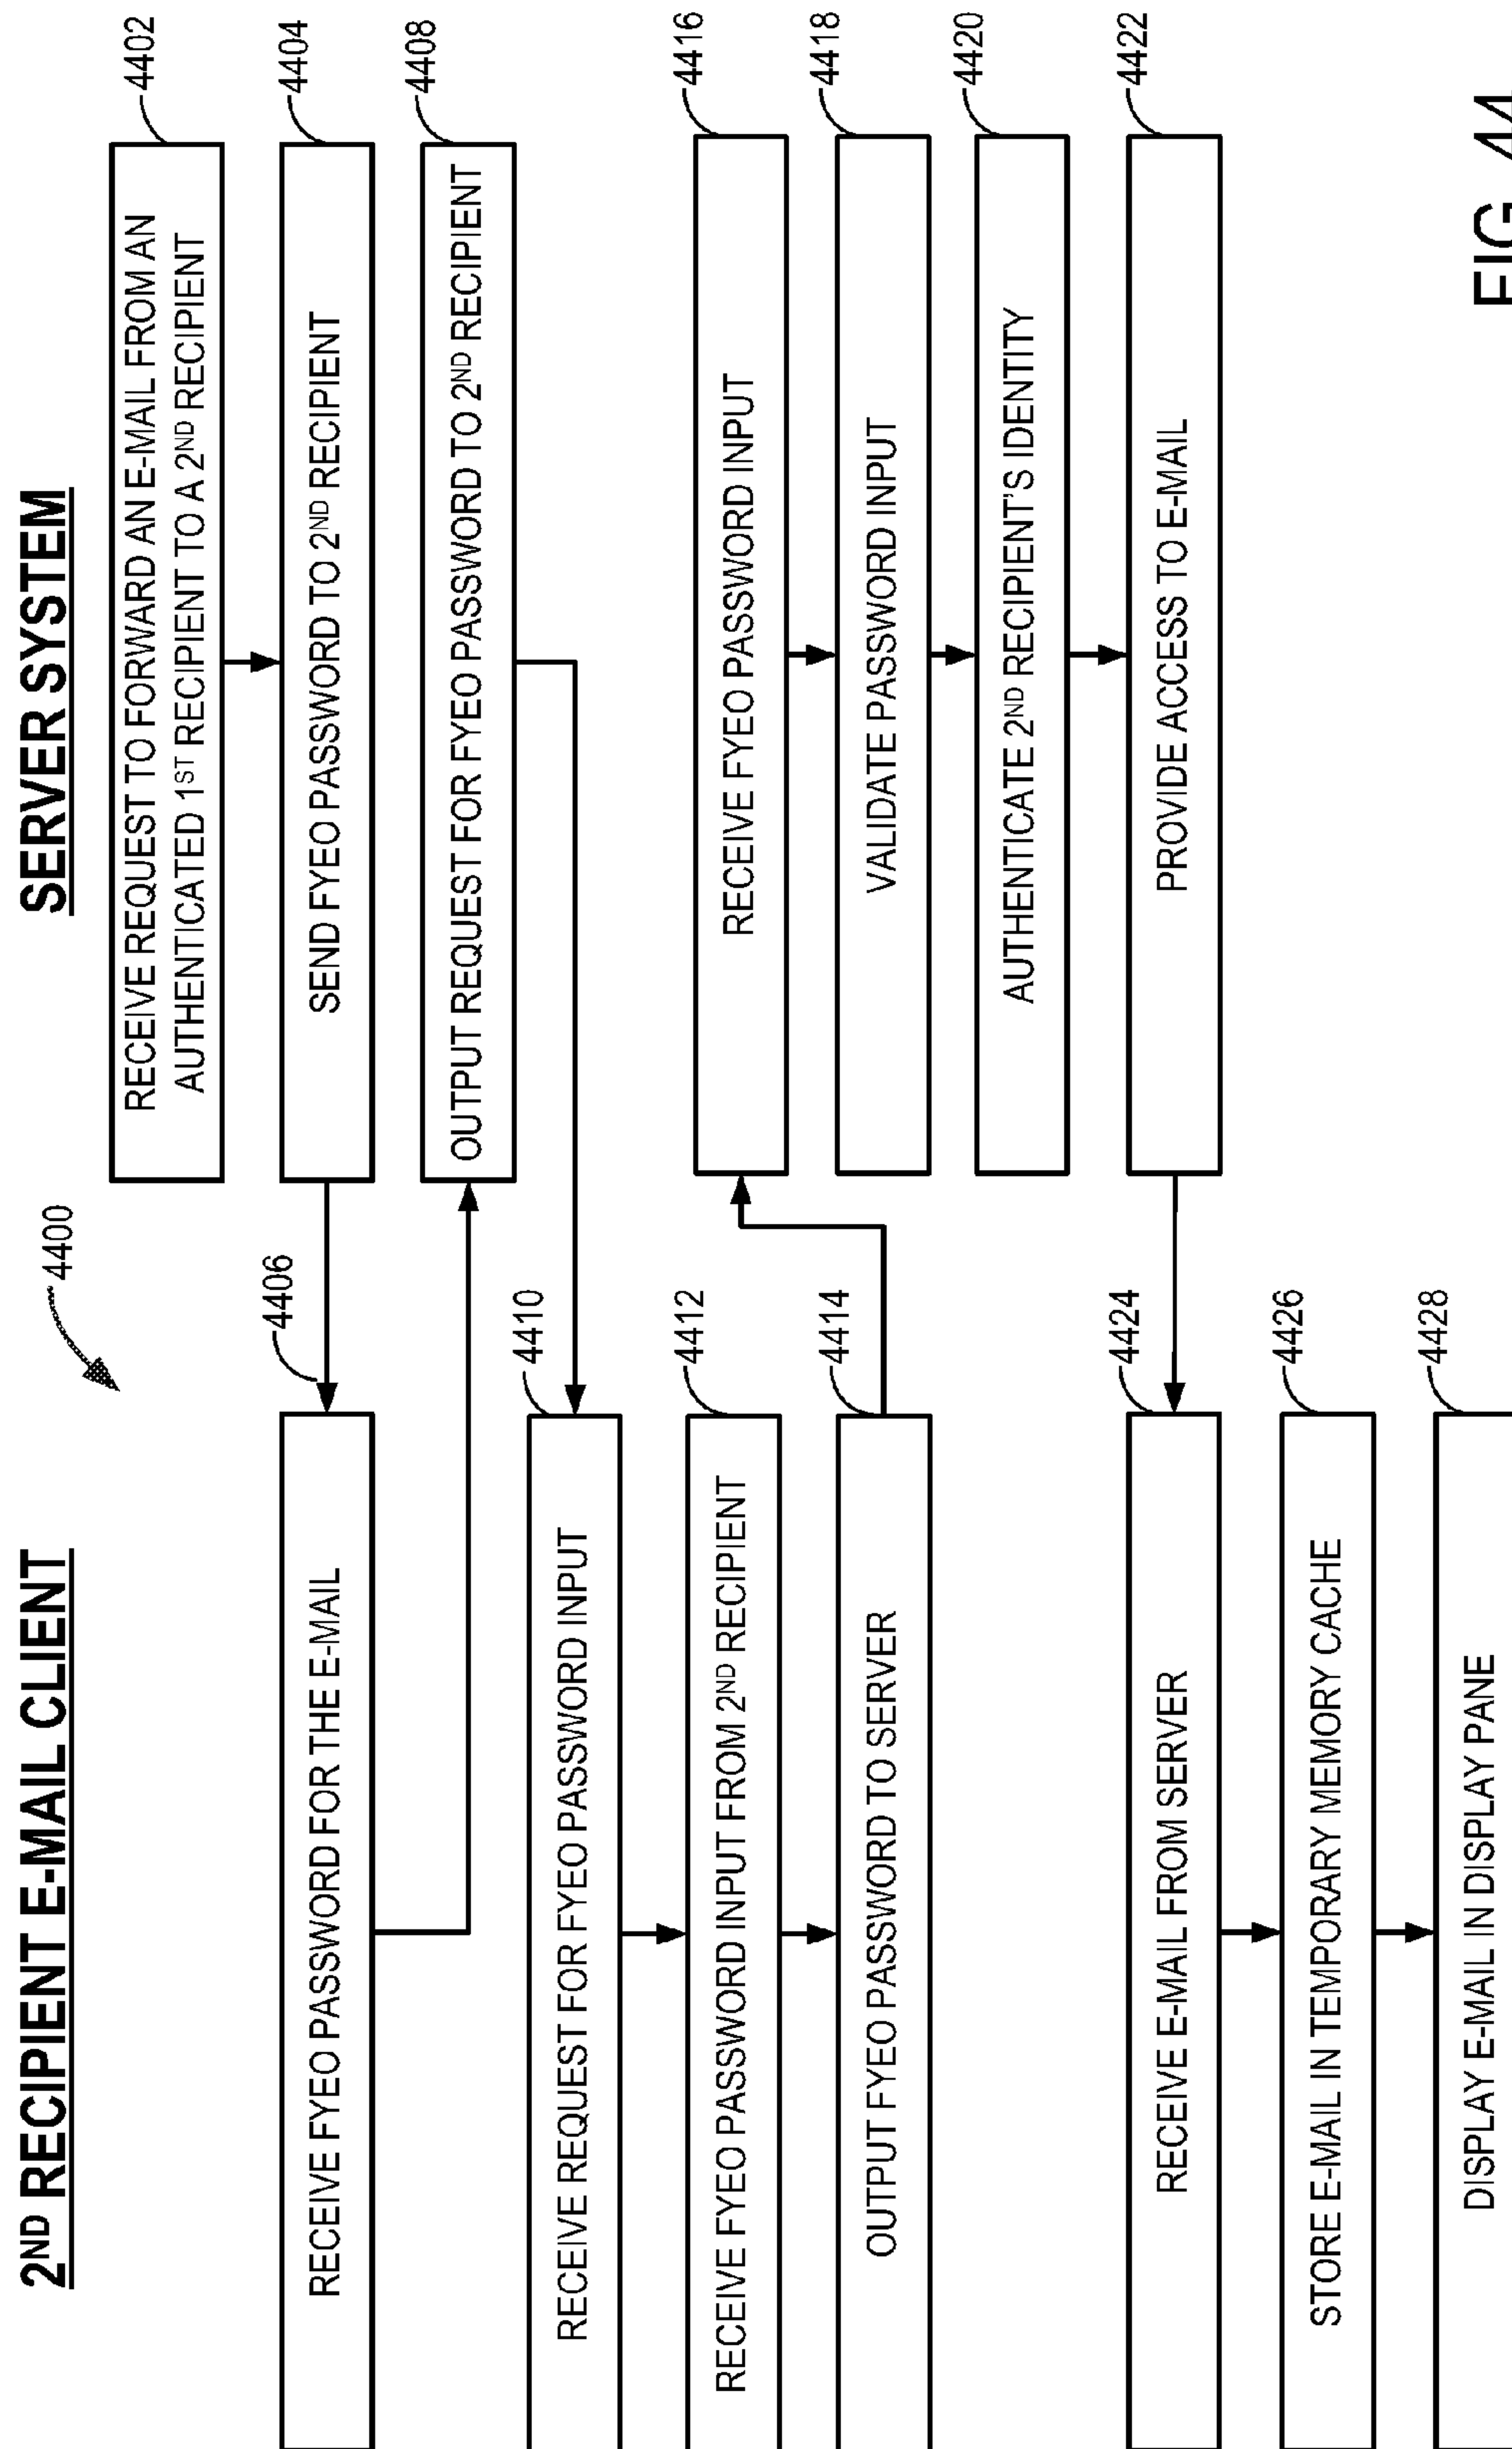 2ND RECIPIENT E-MAIL CLIENT
SERVER SYSTEM
4400
4402
RECEIVE REQUEST TO FORWARD AN E-MAIL FROM AN
AUTHENTICATED 1ST RECIPIENT TO A 2ND RECIPIENT
4404
SEND FYEO PASSWORD TO 2ND RECIPIENT
4406
RECEIVE FYEO PASSWORD FOR THE E-MAIL
4408
OUTPUT REQUEST FOR FYEO PASSWORD TO 2ND RECIPIENT
4410
RECEIVE REQUEST FOR FYEO PASSWORD INPUT
4412
RECEIVE FYEO PASSWORD INPUT FROM 2ND RECIPIENT
4414
OUTPUT FYEO PASSWORD TO SERVER
4416
RECEIVE FYEO PASSWORD INPUT
4418
VALIDATE PASSWORD INPUT
4420
AUTHENTICATE 2ND RECIPIENT'S IDENTITY
4422
PROVIDE ACCESS TO E-MAIL
4424
RECEIVE E-MAIL FROM SERVER
4426
STORE E-MAIL IN TEMPORARY MEMORY CACHE
4428
DISPLAY E-MAIL IN DISPLAY PANE
FIG 44